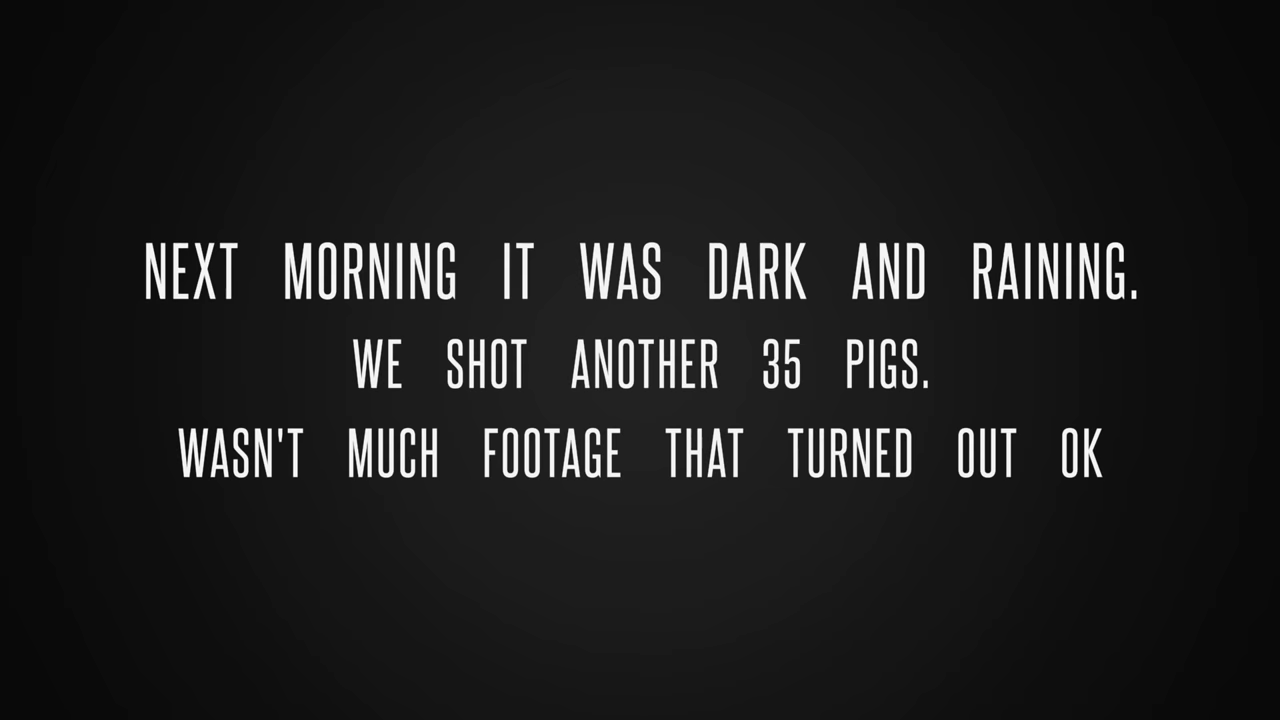 NEXT MORNING IT WAS DARK AND RAINING.
WE SHOT ANOTHER 35 PIGS.
WASN'T MUCH FOOTAGE THAT TURNED OUT OK